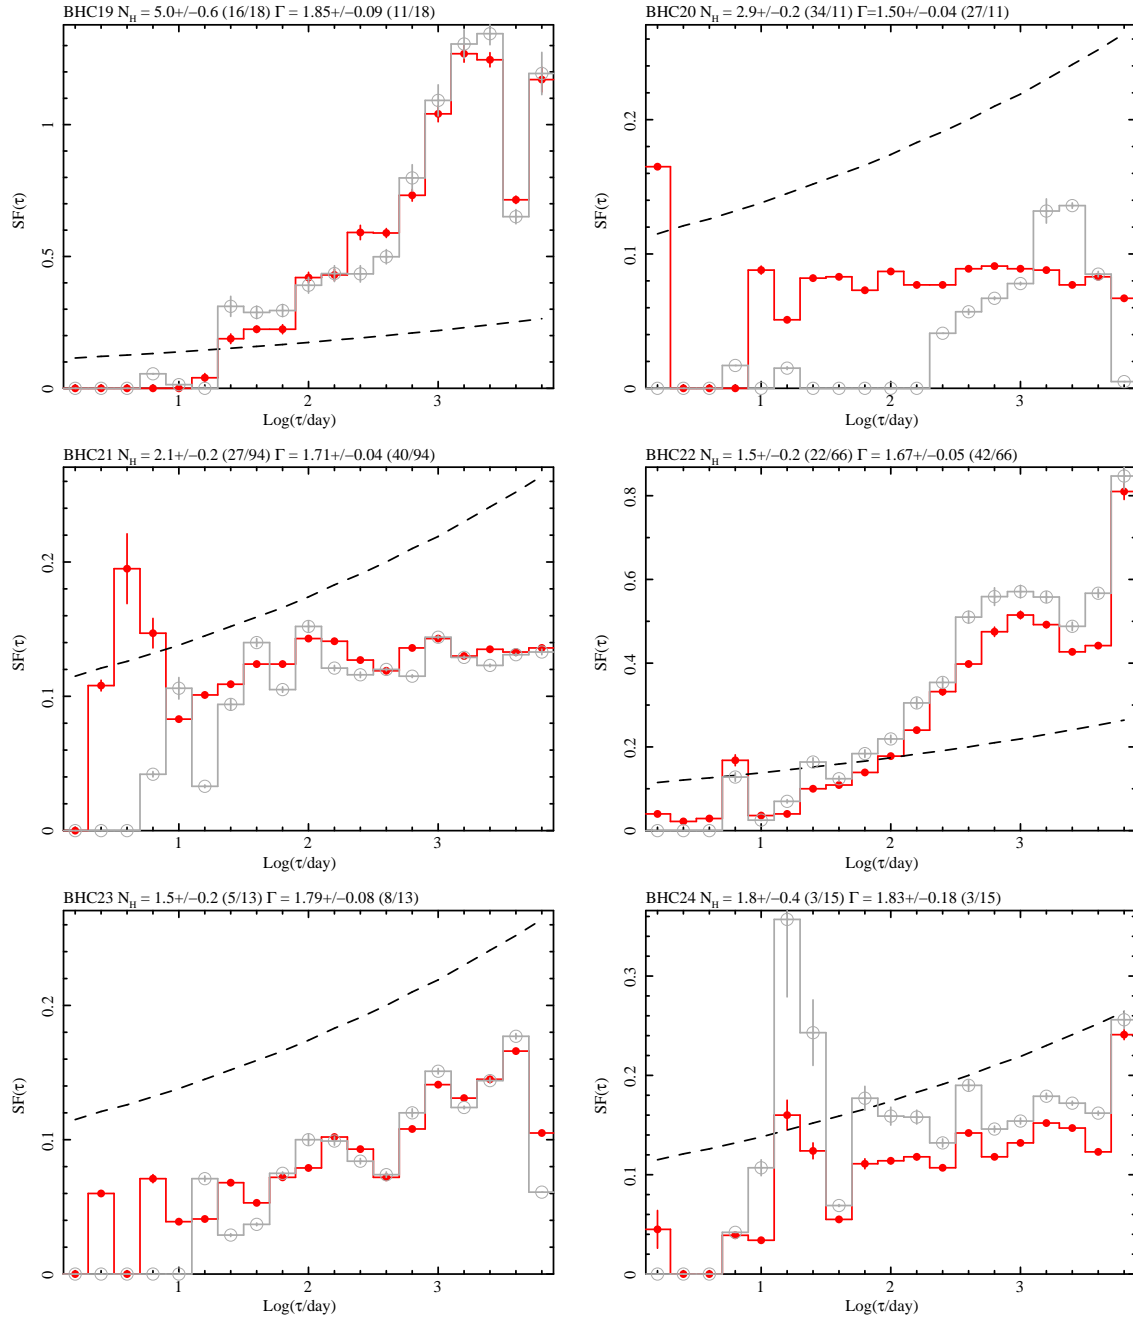 BHC19 N_H = 5.0+/−0.6 (16/18) Γ = 1.85+/−0.09 (11/18)
SF(τ)
1
0.5
0
1 2 3
Log(τ/day)
BHC20 N_H = 2.9+/−0.2 (34/11) Γ=1.50+/−0.04 (27/11)
SF(τ)
0.2
0.1
0
1 2 3
Log(τ/day)
BHC21 N_H = 2.1+/−0.2 (27/94) Γ = 1.71+/−0.04 (40/94)
SF(τ)
0.2
0.1
0
1 2 3
Log(τ/day)
BHC22 N_H = 1.5+/−0.2 (22/66) Γ = 1.67+/−0.05 (42/66)
SF(τ)
0.8
0.6
0.4
0.2
0
1 2 3
Log(τ/day)
BHC23 N_H = 1.5+/−0.2 (5/13) Γ = 1.79+/−0.08 (8/13)
SF(τ)
0.2
0.1
0
1 2 3
Log(τ/day)
BHC24 N_H = 1.8+/−0.4 (3/15) Γ = 1.83+/−0.18 (3/15)
SF(τ)
0.3
0.2
0.1
0
1 2 3
Log(τ/day)